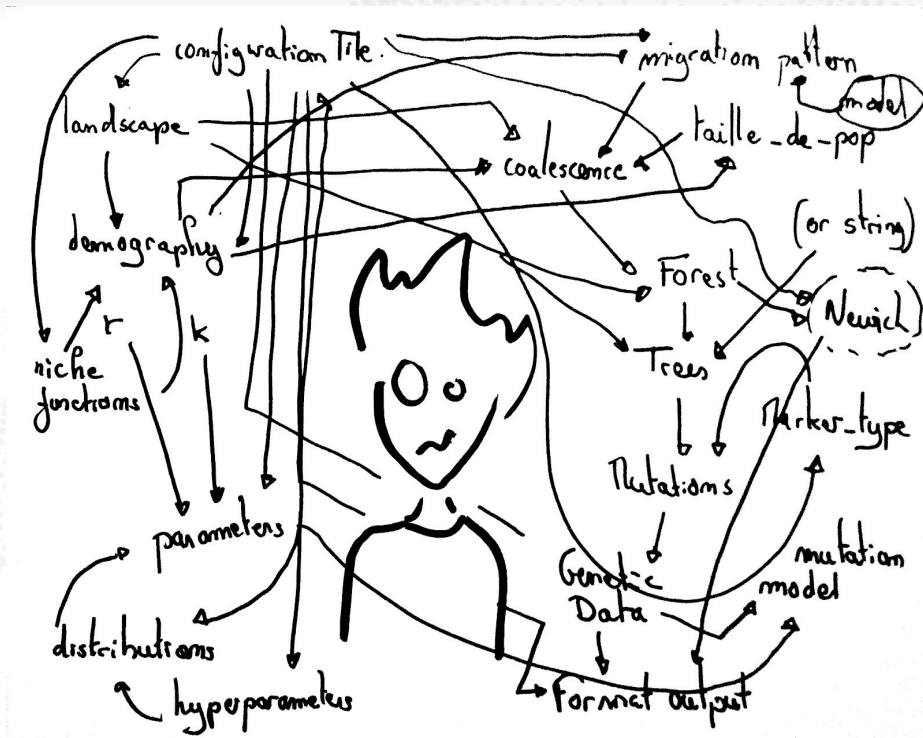 configuration File.
migration pattern
model
landscape
taille_de_pop
coalescence
(or string)
demography
Forest
Newick
r
k
Trees
niche
functions
Marker_type
Mutations
parameters
mutation
model
Genetic
Data
distributions
hyperparameters
Format output